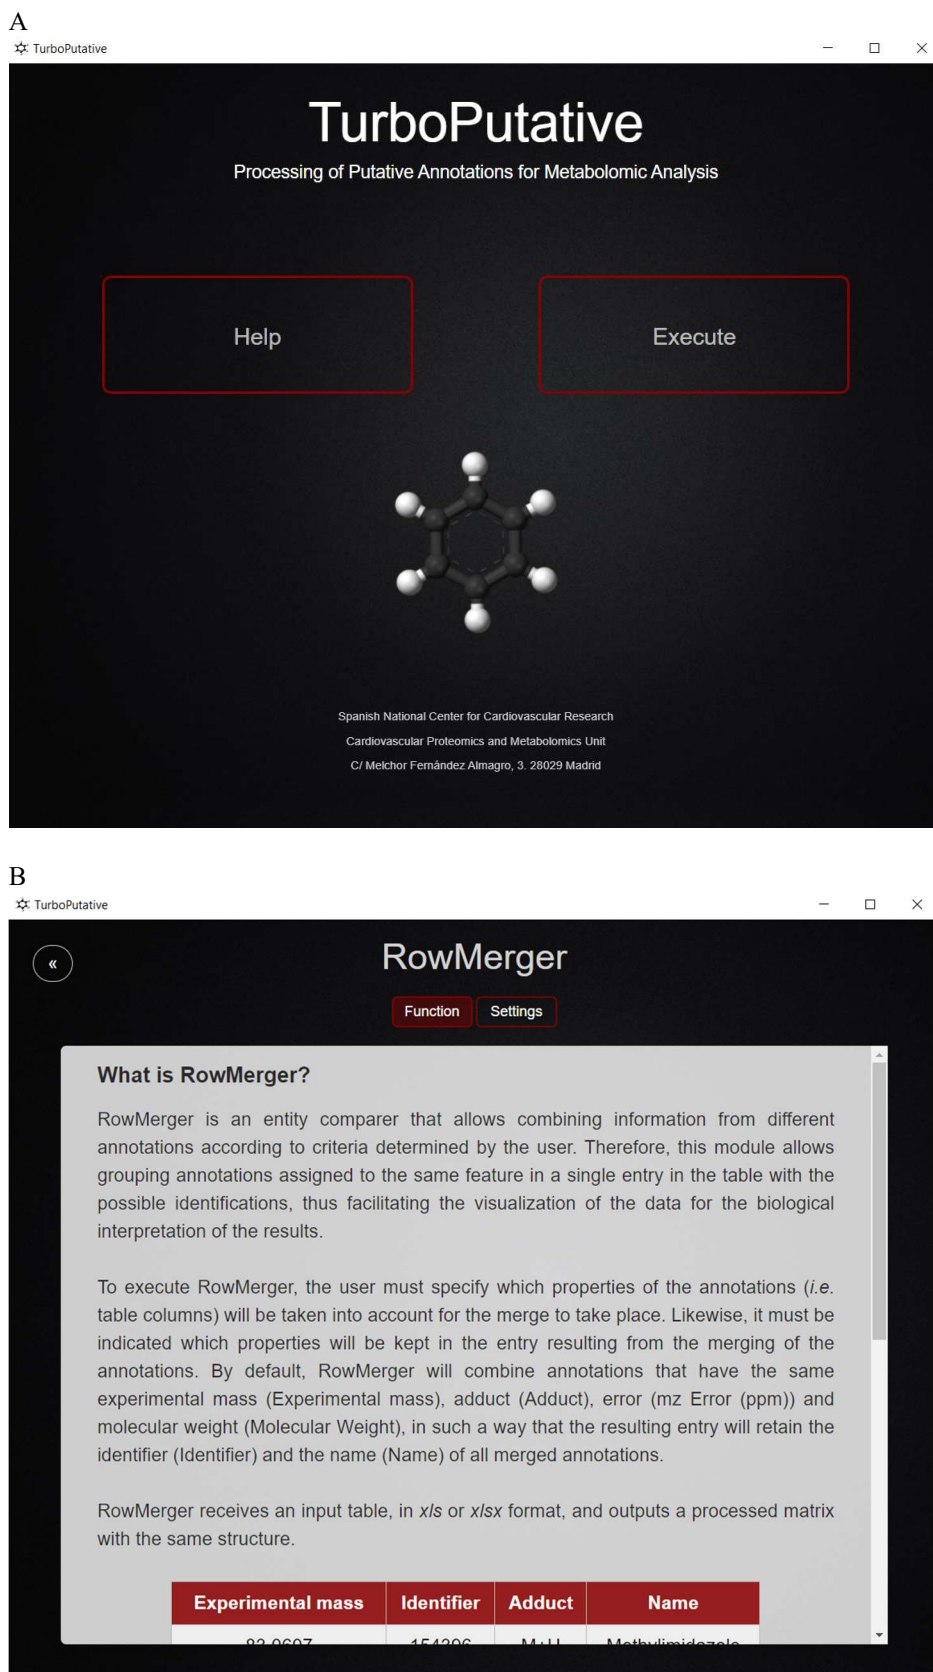 A
TurboPutative
TurboPutative
Processing of Putative Annotations for Metabolomic Analysis
Help
Execute
Spanish National Center for Cardiovascular Research
Cardiovascular Proteomics and Metabolomics Unit
C/ Melchor Fernández Almagro, 3. 28029 Madrid
B
TurboPutative
«
RowMerger
Function
Settings
What is RowMerger?
RowMerger is an entity comparer that allows combining information from different
annotations according to criteria determined by the user. Therefore, this module allows
grouping annotations assigned to the same feature in a single entry in the table with the
possible identifications, thus facilitating the visualization of the data for the biological
interpretation of the results.
To execute RowMerger, the user must specify which properties of the annotations (i.e.
table columns) will be taken into account for the merge to take place. Likewise, it must be
indicated which properties will be kept in the entry resulting from the merging of the
annotations. By default, RowMerger will combine annotations that have the same
experimental mass (Experimental mass), adduct (Adduct), error (mz Error (ppm)) and
molecular weight (Molecular Weight), in such a way that the resulting entry will retain the
identifier (Identifier) and the name (Name) of all merged annotations.
RowMerger receives an input table, in xls or xlsx format, and outputs a processed matrix
with the same structure.
Experimental mass Identifier Adduct Name
M+H Methylimidazole